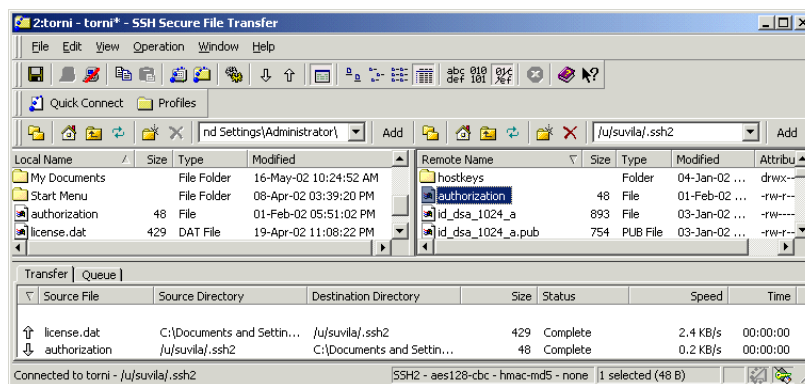 2:torni - torni* - SSH Secure File Transfer
File Edit View Operation Window Help
abc def 010 101
Quick Connect Profiles
nd Settings\Administrator\ Add /u/suvila/.ssh2 Add
Local Name Size Type Modified Remote Name Size Type Modified Attribu
My Documents File Folder 16-May-02 10:24:52 AM hostkeys Folder 04-Jan-02 ... drwx--
Start Menu File Folder 08-Apr-02 03:39:20 PM authorization 48 File 01-Feb-02 ... -rw-r--
authorization 48 File 01-Feb-02 05:51:02 PM id_dsa_1024_a 893 File 03-Jan-02 ... -rw----
license.dat 429 DAT File 19-Apr-02 11:08:22 PM id_dsa_1024_a.pub 754 PUB File 03-Jan-02 ... -rw-r--
Transfer Queue
Source File Source Directory Destination Directory Size Status Speed Time
license.dat C:\Documents and Settin... /u/suvila/.ssh2 429 Complete 2.4 KB/s 00:00:00
authorization /u/suvila/.ssh2 C:\Documents and Settin... 48 Complete 0.2 KB/s 00:00:00
Connected to torni - /u/suvila/.ssh2 SSH2 - aes128-cbc - hmac-md5 - none 1 selected (48 B)